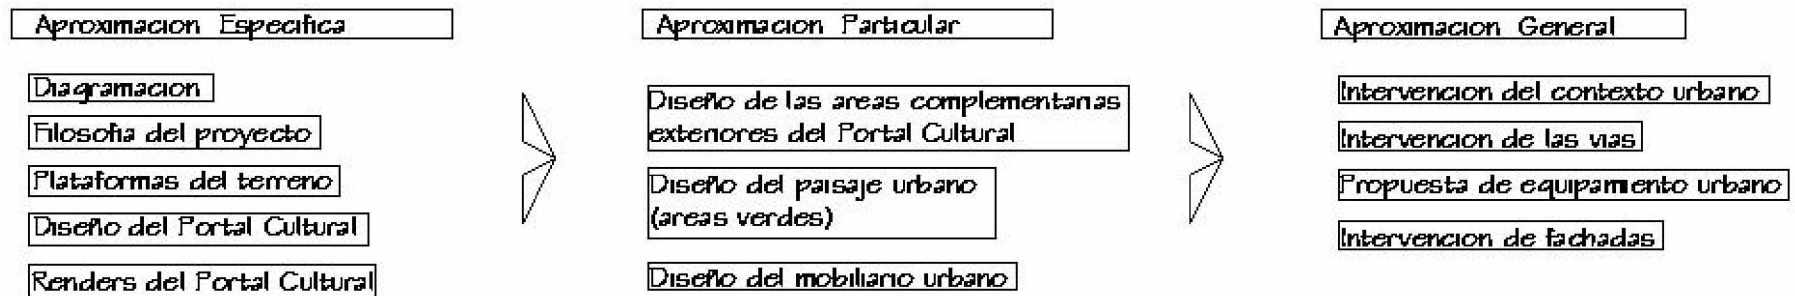 Aproximacion Especifica
Diagramacion
Filosofia del proyecto
Plataformas del terreno
Diseño del Portal Cultural
Renders del Portal Cultural
Aproximacion Particular
Diseño de las areas complementarias
exteriores del Portal Cultural
Diseño del paisaje urbano
(areas verdes)
Diseño del mobiliario urbano
Aproximacion General
Intervencion del contexto urbano
Intervencion de las vias
Propuesta de equipamiento urbano
Intervencion de fachadas